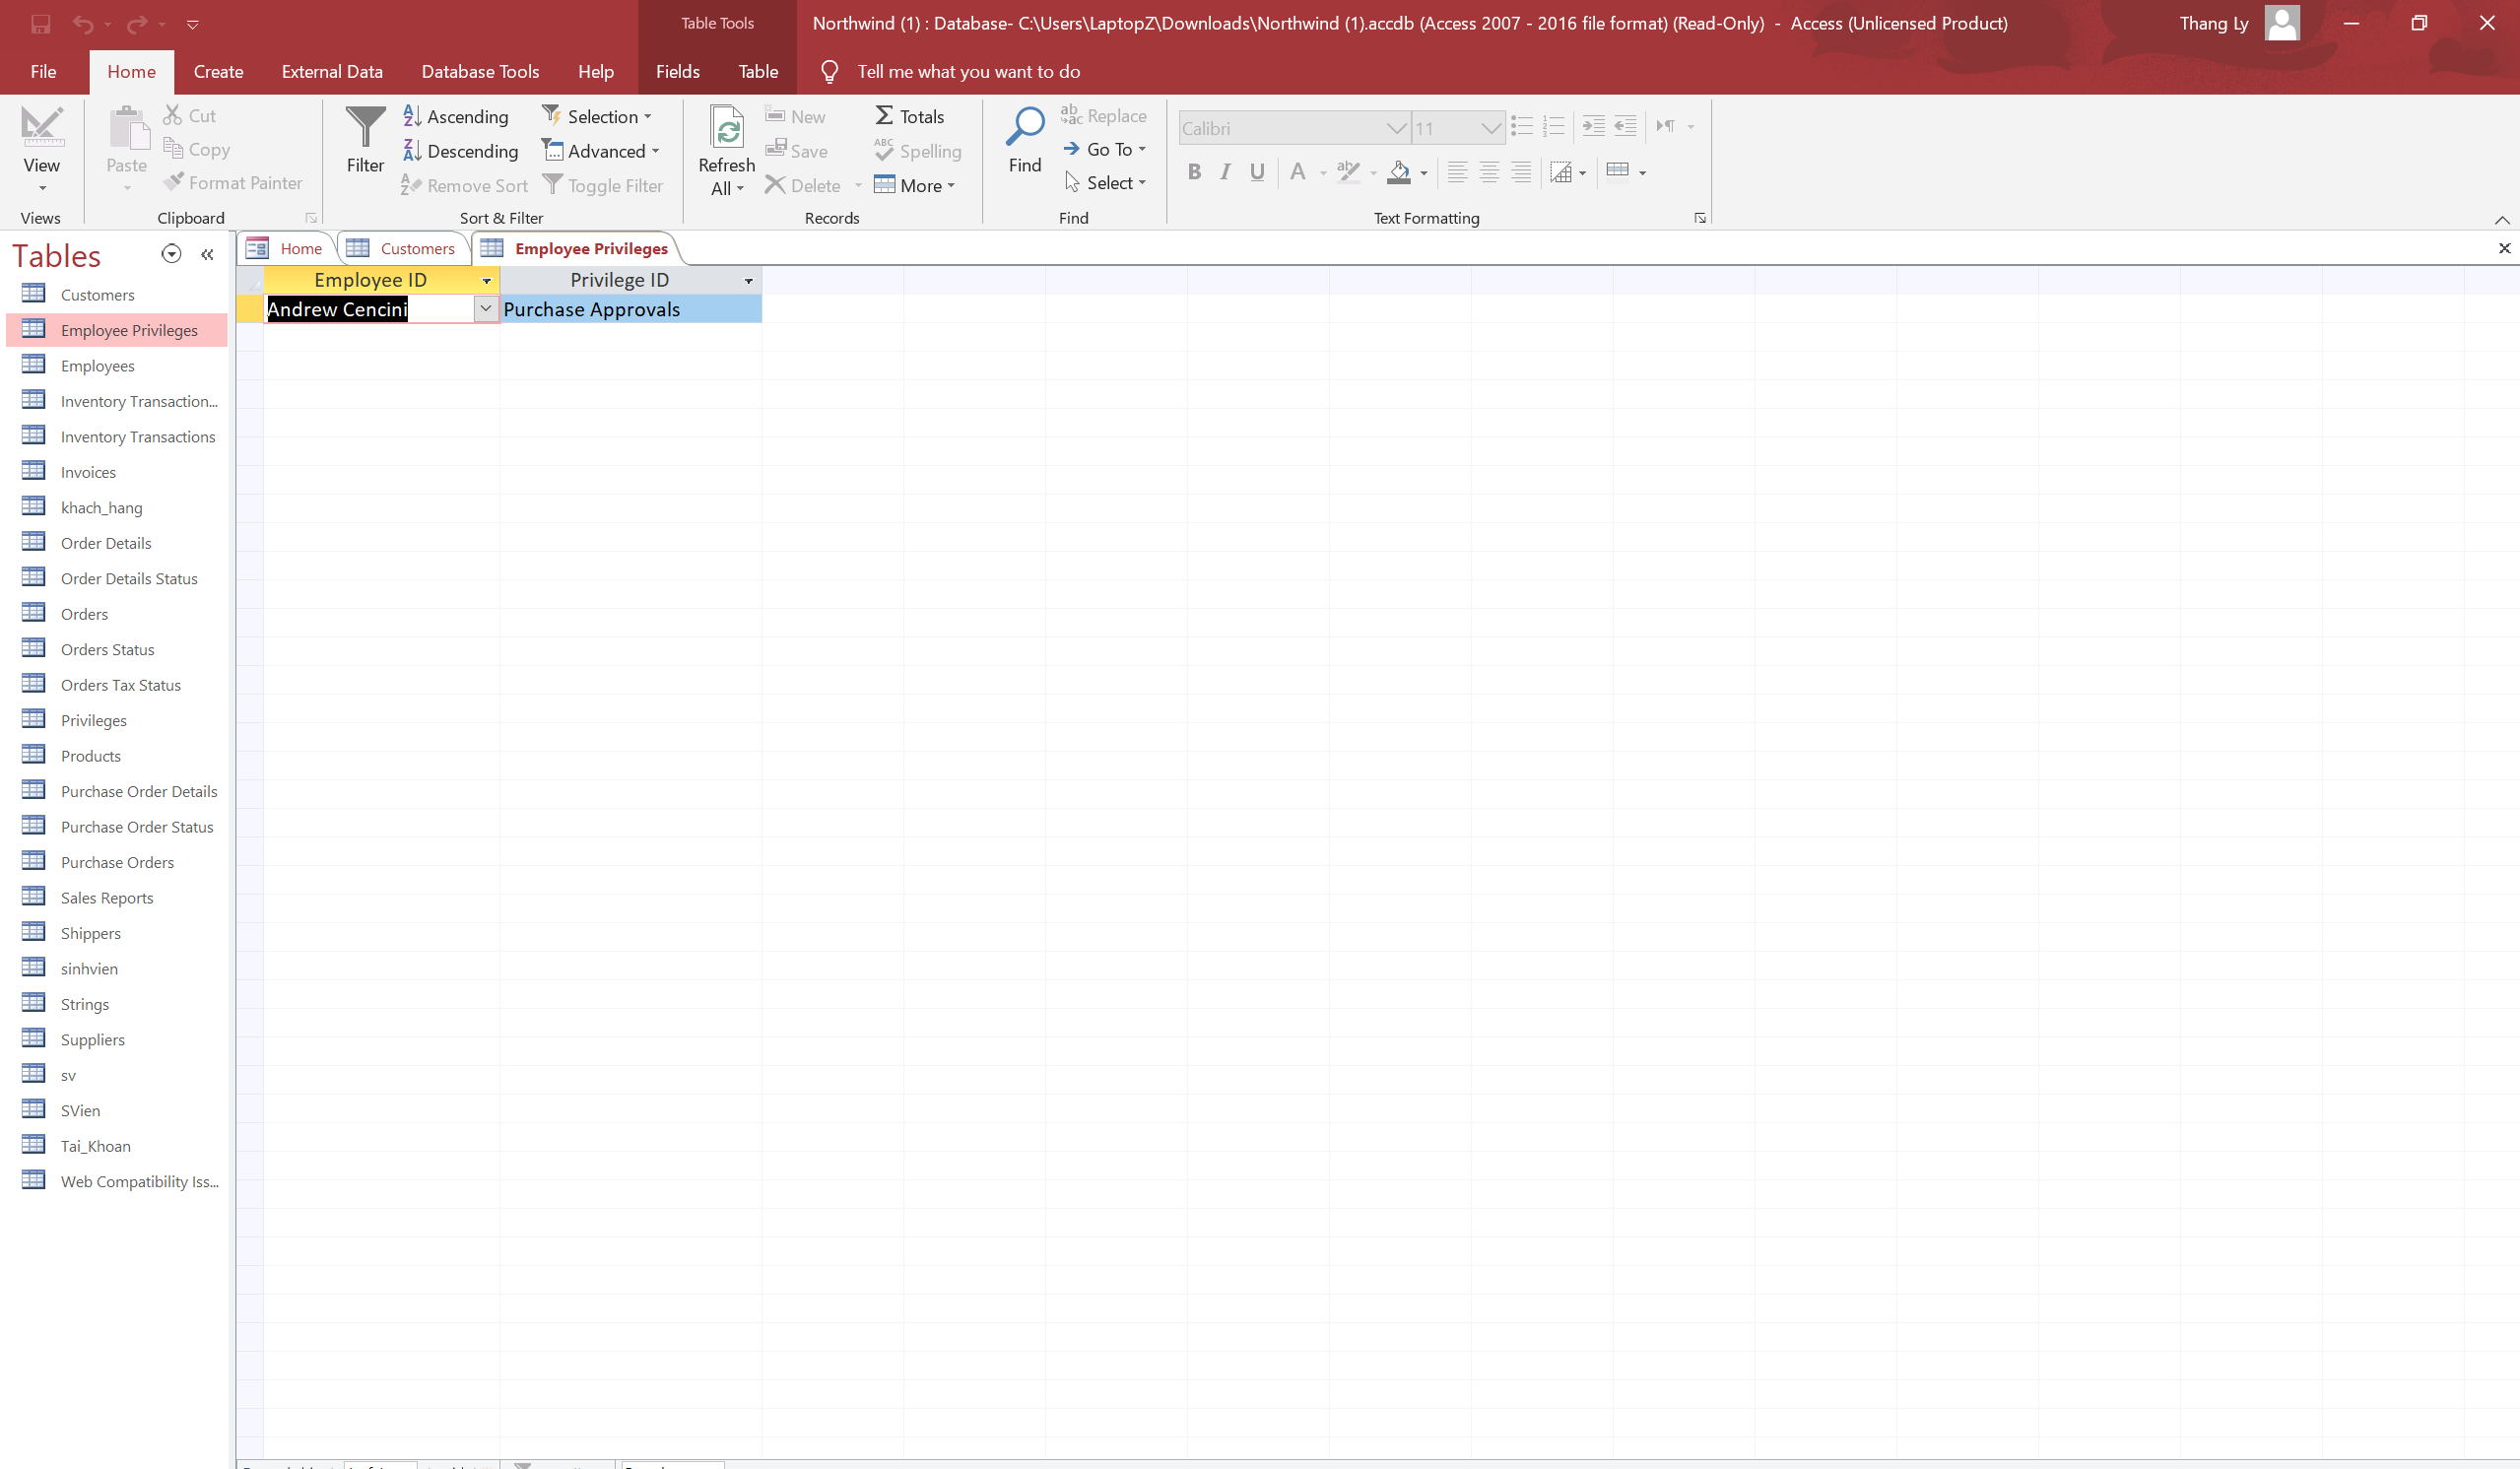 Table Tools
Northwind (1) : Database- C:\Users\LaptopZ\Downloads\Northwind (1).accdb (Access 2007 - 2016 file format) (Read-Only) - Access (Unlicensed Product)
Thang Ly
File
Home
Create
External Data
Database Tools
Help
Fields
Table
Tell me what you want to do
View
Views
Paste
Cut
Copy
Format Painter
Clipboard
Filter
Ascending
Descending
Remove Sort
Selection
Advanced
Toggle Filter
Sort & Filter
Refresh
All
New
Save
Delete
Totals
Spelling
More
Records
Find
Replace
Go To
Select
Find
Calibri
11
B I U A
Text Formatting
Tables
Home
Customers
Employee Privileges
Employee ID
Privilege ID
Andrew Cencini
Purchase Approvals
Customers
Employee Privileges
Employees
Inventory Transaction...
Inventory Transactions
Invoices
khach_hang
Order Details
Order Details Status
Orders
Orders Status
Orders Tax Status
Privileges
Products
Purchase Order Details
Purchase Order Status
Purchase Orders
Sales Reports
Shippers
sinhvien
Strings
Suppliers
sv
SVien
Tai_Khoan
Web Compatibility Iss...